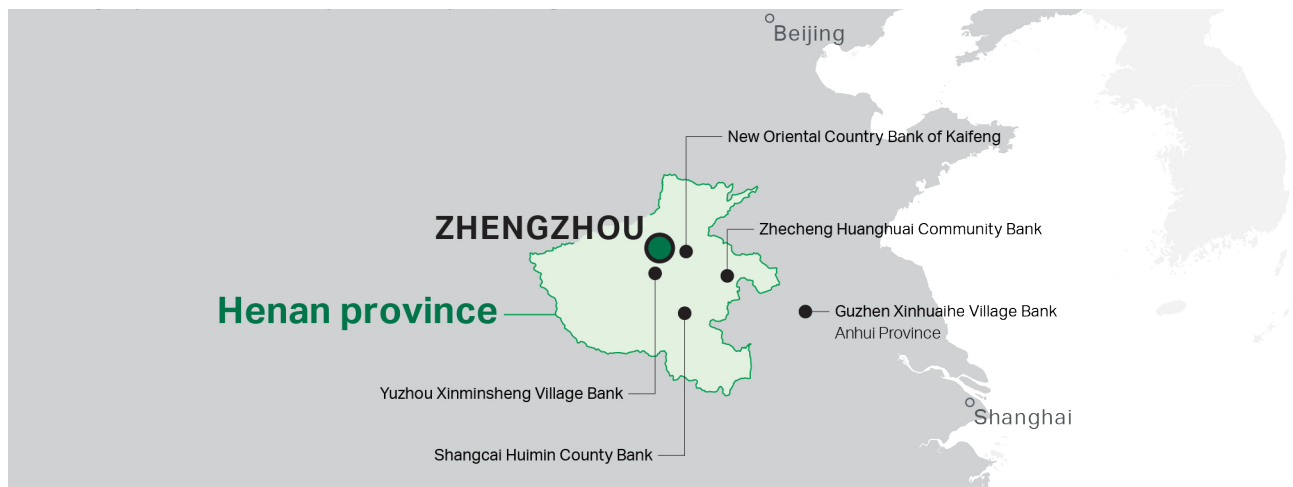 Beijing
New Oriental Country Bank of Kaifeng
ZHENGZHOU
Zhecheng Huanghuai Community Bank
Henan province
Guzhen Xinhuaihe Village Bank
Anhui Province
Yuzhou Xinminsheng Village Bank
Shanghai
Shangcai Huimin County Bank